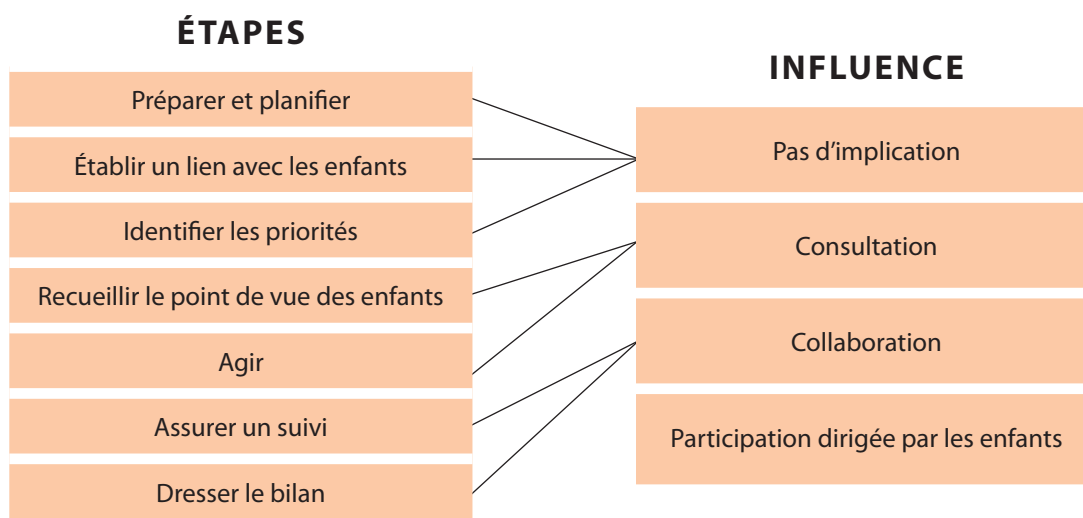 ÉTAPES
Préparer et planifier
Établir un lien avec les enfants
Identifier les priorités
Recueillir le point de vue des enfants
Agir
Assurer un suivi
Dresser le bilan
INFLUENCE
Pas d'implication
Consultation
Collaboration
Participation dirigée par les enfants